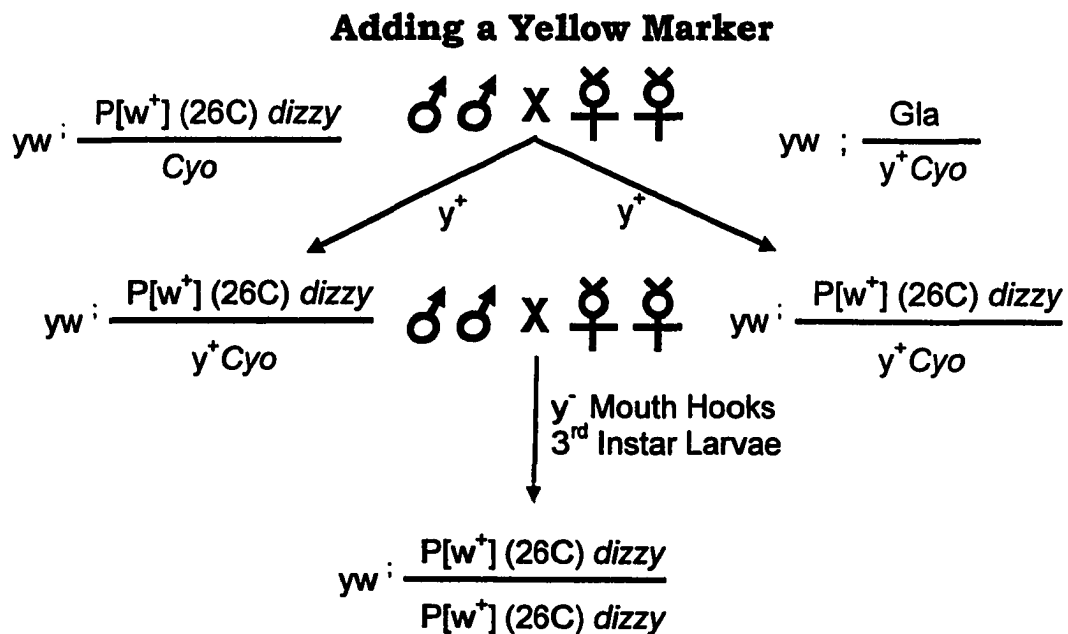 Adding a Yellow Marker
yw ; P[w+] (26C) dizzy
Cyo
X
yw ; Gla
y+Cyo
y+
y+
yw ; P[w+] (26C) dizzy
y+Cyo
X
yw ; P[w+] (26C) dizzy
y+Cyo
y- Mouth Hooks
3rd Instar Larvae
yw ; P[w+] (26C) dizzy
P[w+] (26C) dizzy